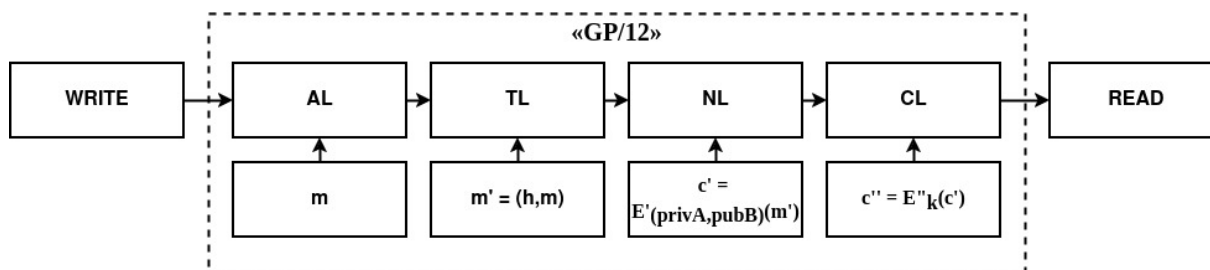 «GP/12»
WRITE
AL
TL
NL
CL
READ
m
m' = (h,m)
c' =
E'(privA,pubB)(m')
c'' = E"k(c')